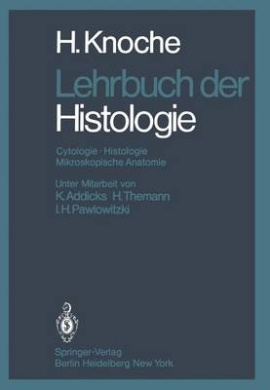 H. Knoche
Lehrbuch der
Histologie
Cytologie · Histologie
Mikroskopische Anatomie
Unter Mitarbeit von
K. Addicks H. Themann
I.H. Pawlowitzki
Springer-Verlag
Berlin Heidelberg New York